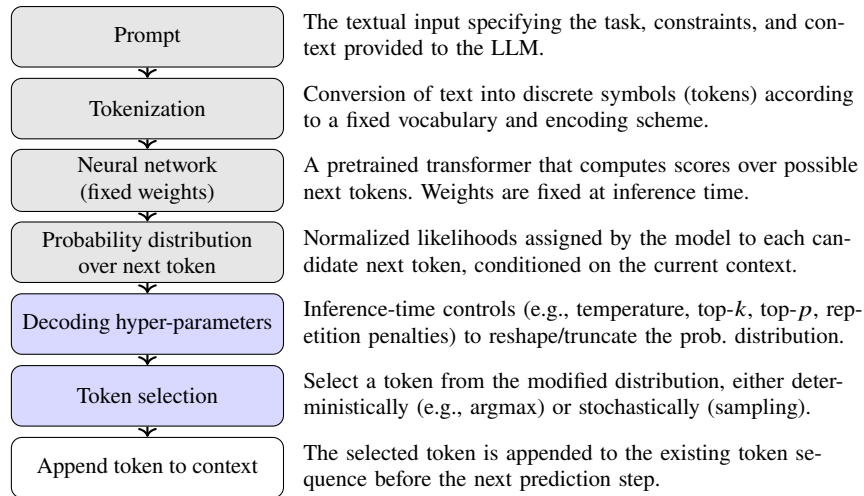 Prompt
The textual input specifying the task, constraints, and con-
text provided to the LLM.
Tokenization
Conversion of text into discrete symbols (tokens) according
to a fixed vocabulary and encoding scheme.
Neural network
(fixed weights)
A pretrained transformer that computes scores over possible
next tokens. Weights are fixed at inference time.
Probability distribution
over next token
Normalized likelihoods assigned by the model to each can-
didate next token, conditioned on the current context.
Decoding hyper-parameters
Inference-time controls (e.g., temperature, top-k, top-p, rep-
etition penalties) to reshape/truncate the prob. distribution.
Token selection
Select a token from the modified distribution, either deter-
ministically (e.g., argmax) or stochastically (sampling).
Append token to context
The selected token is appended to the existing token se-
quence before the next prediction step.